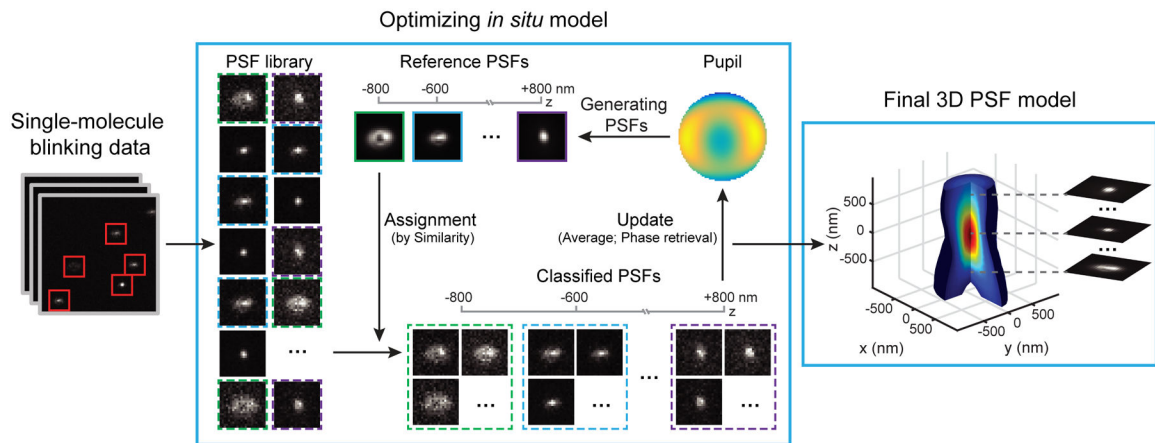 Optimizing in situ model
Single-molecule
blinking data
PSF library
...
Reference PSFs
-800
-600
+800 nm
z
...
Generating
PSFs
Pupil
Assignment
(by Similarity)
Update
(Average; Phase retrieval)
Classified PSFs
-800
-600
+800 nm
z
...
...
...
...
Final 3D PSF model
z (nm)
500
0
-500
-500
0
500
x (nm)
-500
0
500
y (nm)
...
...